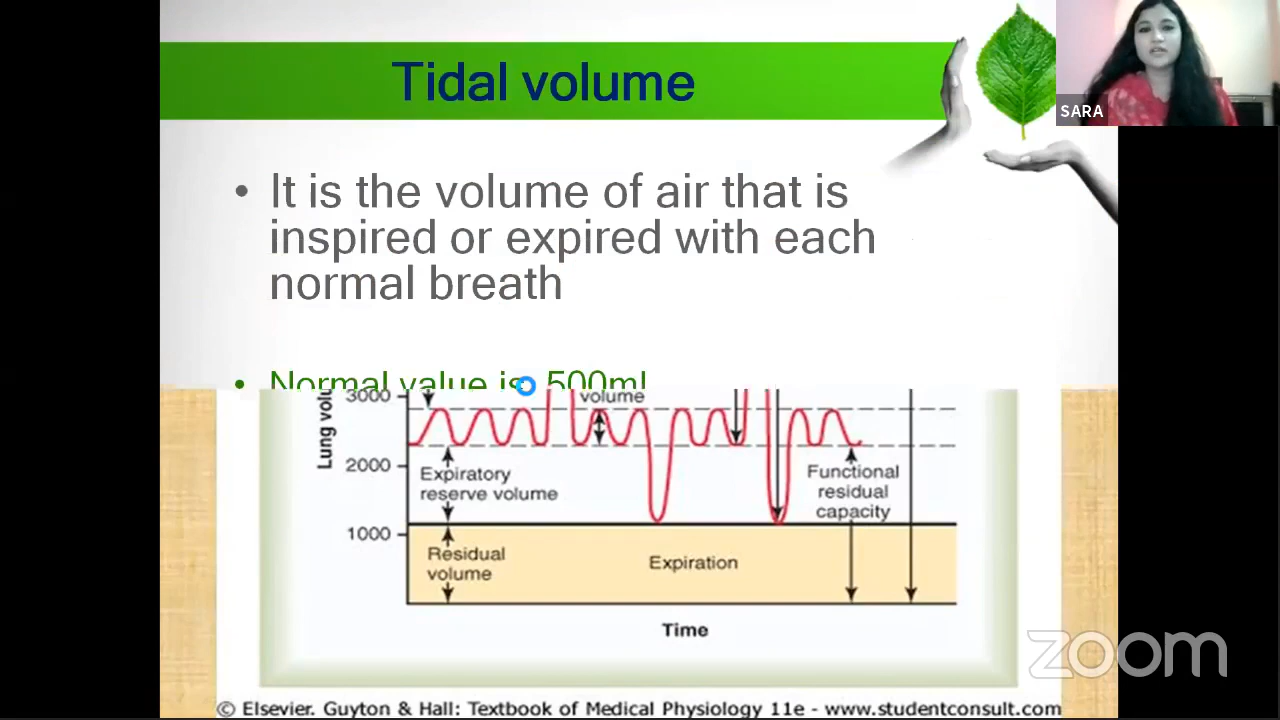 Tidal volume
SARA
• It is the volume of air that is
inspired or expired with each
normal breath
• Normal value is 500ml
3000
volume
Lung volu
2000
Expiratory
reserve volume
Functional
residual
capacity
1000
Residual
volume
Expiration
Time
zoom
© Elsevier. Guyton & Hall: Textbook of Medical Physiology 11e - www.studentconsult.com